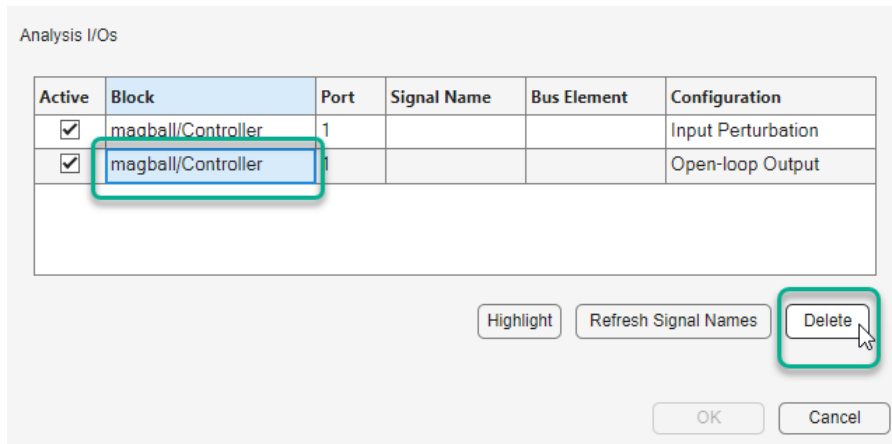 Analysis I/Os
Active Block Port Signal Name Bus Element Configuration
magball/Controller 1 Input Perturbation
magball/Controller 1 Open-loop Output
Highlight Refresh Signal Names Delete
OK Cancel